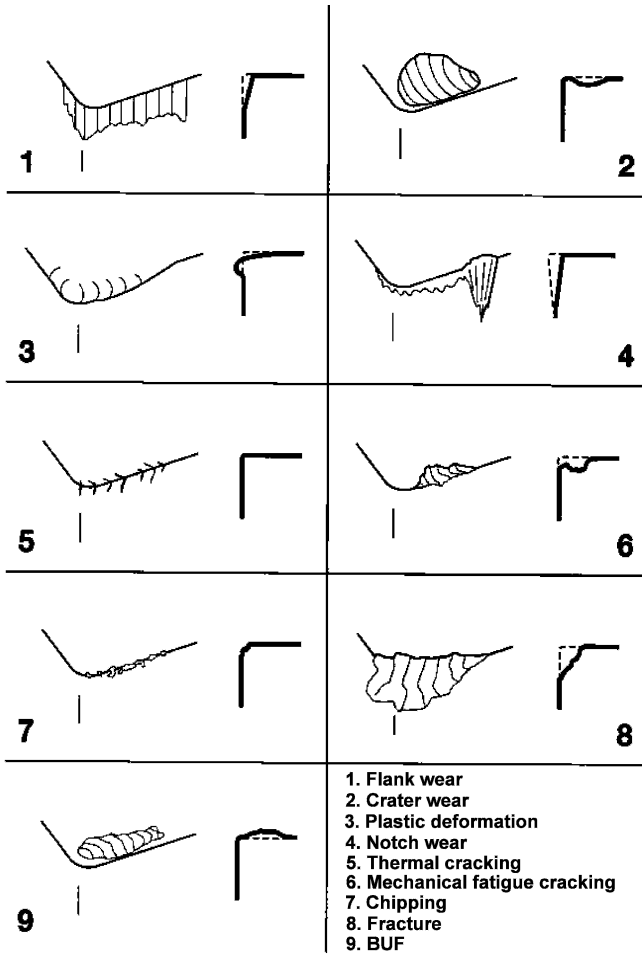 1
2
3
4
5
6
7
8
9
1. Flank wear
2. Crater wear
3. Plastic deformation
4. Notch wear
5. Thermal cracking
6. Mechanical fatigue cracking
7. Chipping
8. Fracture
9. BUF